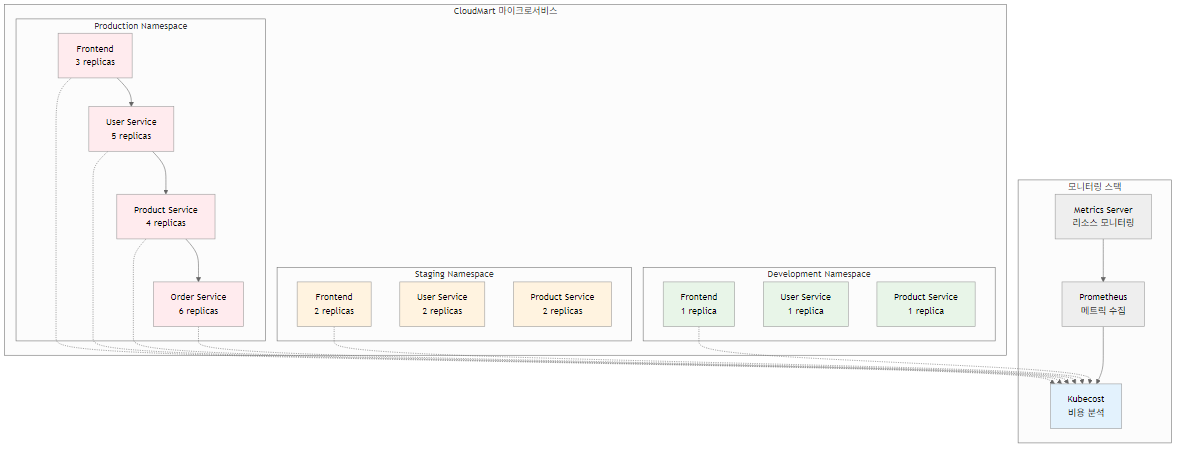 CloudMart 마이크로서비스
Production Namespace
Frontend
3 replicas
User Service
5 replicas
Product Service
4 replicas
Order Service
6 replicas
Staging Namespace
Frontend
2 replicas
User Service
2 replicas
Product Service
2 replicas
Development Namespace
Frontend
1 replica
User Service
1 replica
Product Service
1 replica
모니터링 스택
Metrics Server
리소스 모니터링
Prometheus
메트릭 수집
Kubecost
비용 분석